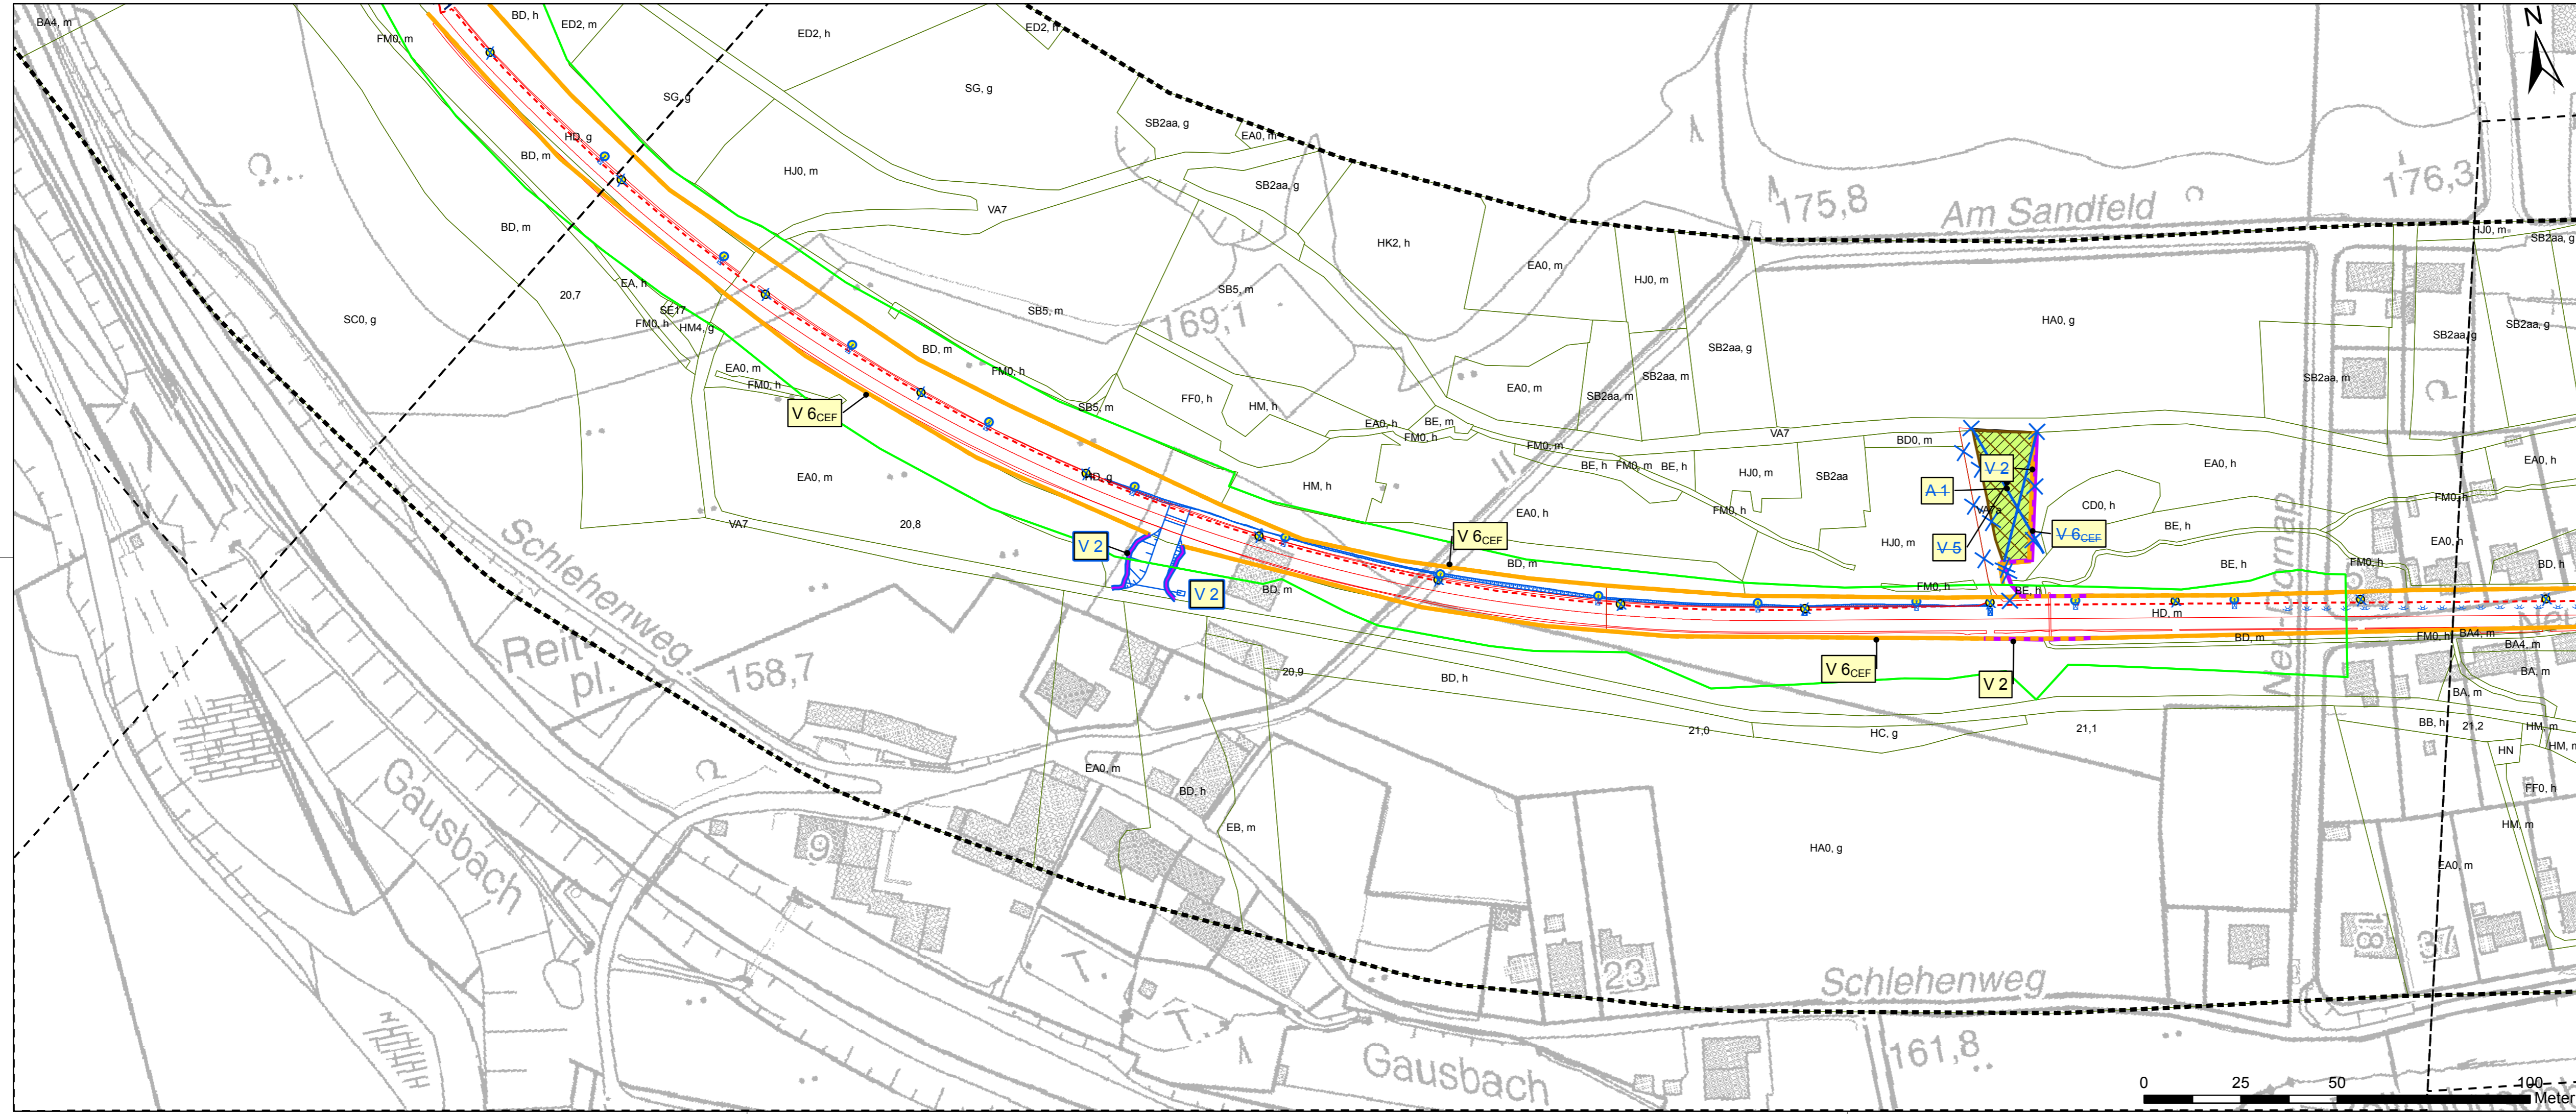 BA4, m
FM0, m
BD, h
ED2, m
ED2, h
ED2, h
N
SG, g
SG, g
HD, g
BD, m
HJ0, m
SB2aa, g
EA0, m
SB2aa, g
175,8
Am Sandfeld
176,3
BD, m
VA7
HK2, h
EA0, m
HJ0, m
HJ0, m
SB2aa, g
20,7
EA, h
SE17
FM0, h
HM4, g
SC0, g
SB5, m
SB5, m
169,1
SB2aa, g
HA0, g
SB2aa, g
SB2aa, g
BD, m
EA0, m
FM0, h
FM0, h
EA0, m
SB2aa, m
SB2aa, m
SB2aa, m
V 6CEF
SB5, m
FF0, h
HM, h
EA0, h
BE, m
FM0, h
FM0, m
VA7
BD0, m
V 2
EA0, h
EA0, h
BE, h
FM0, m
BE, h
HJ0, m
SB2aa
EA0, m
HD, g
HM, h
A 1
VA7a
CD0, h
FM0, h
VA7
20,8
EA0, h
FM0, h
BE, h
V 6CEF
V 6CEF
HJ0, m
V 5
EA0, h
Schlehenweg
V 2
BD, m
BE, h
FM0, h
BD, h
V 2
BD, m
FM0, h
BE, h
HD, m
Neu-Lornap
Reit-
pl.
158,7
20,9
BD, h
V 6CEF
V 2
BD, m
FM0, h
BA4, m
BA4, m
BA, m
BA, m
21,0
HC, g
21,1
BB, h
21,2
HM, m
HN
Gausbach
EA0, m
BD, h
FF0, h
EB, m
9
HA0, g
HM, m
EA0, m
18
37
23
Schlehenweg
Gausbach
161,8
0 25 50 100
Meter